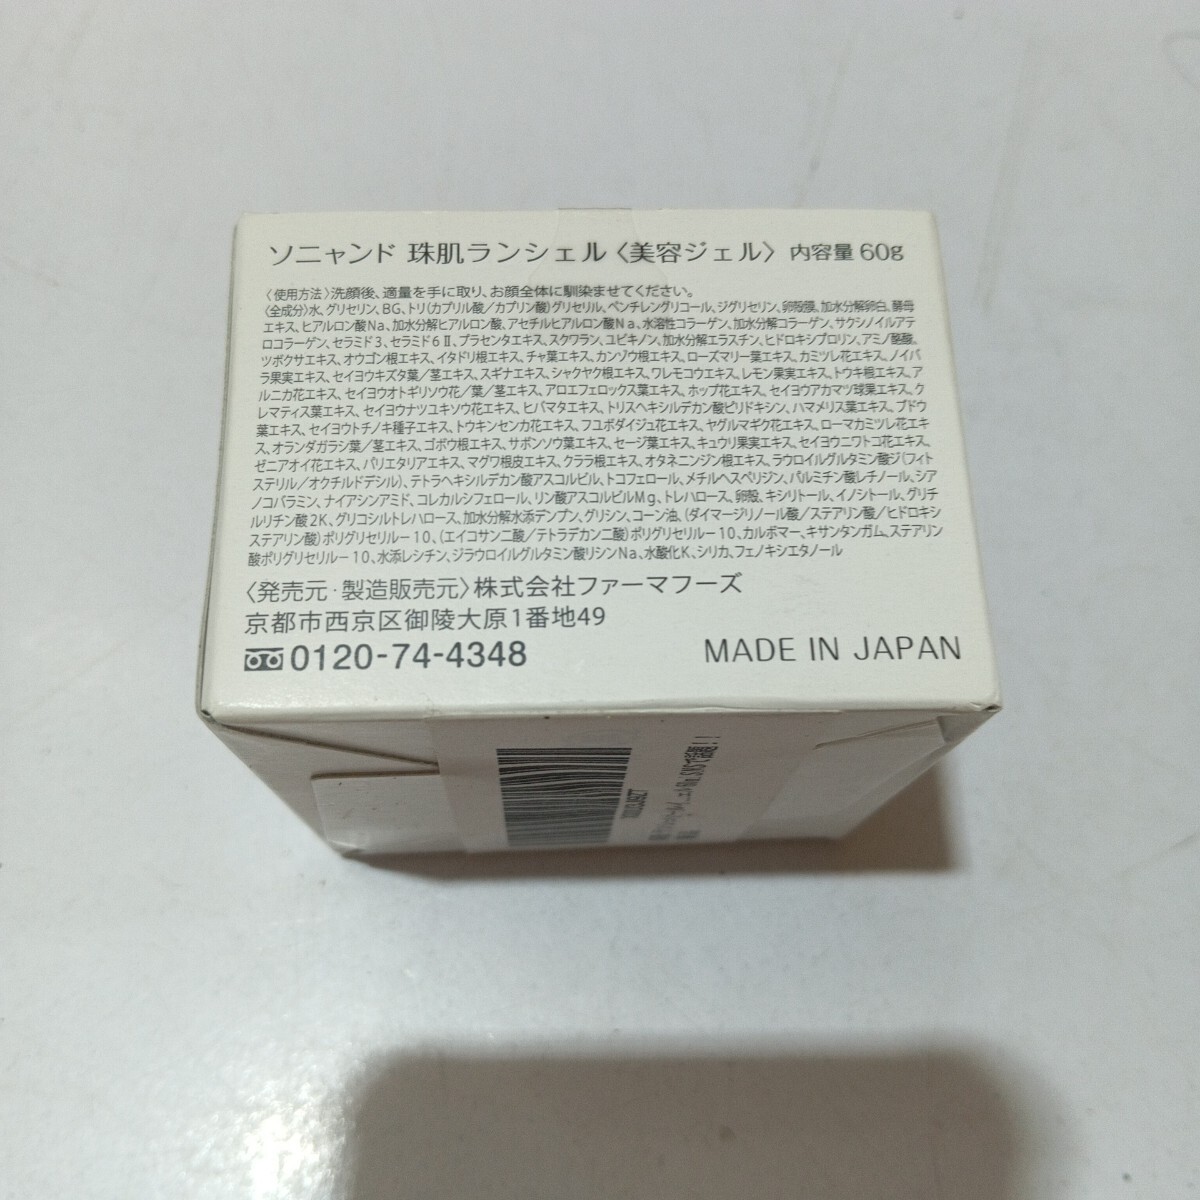 ソニャンド 珠肌ランシェル〈美容ジェル〉 内容量 60g
〈使用方法〉洗顔後、適量を手に取り、お顔全体に馴染ませてください。
〈全成分〉水、グリセリン、BG、トリ(カプリル酸/カプリン酸)グリセリル、ペンチレングリコール、ジグリセリン、卵殻膜、加水分解卵白、酵母
エキス、ヒアルロン酸Na、加水分解ヒアルロン酸、アセチルヒアルロン酸Na、水溶性コラーゲン、加水分解コラーゲン、サクシノイルアテ
ロコラーゲン、セラミド3、セラミド6Ⅱ、プラセンタエキス、スクワラン、ユビキノン、加水分解エラスチン、ヒドロキシプロリン、アミノ酪酸、
ツボクサエキス、オウゴン根エキス、イタドリ根エキス、チャ葉エキス、カンゾウ根エキス、ローズマリー葉エキス、カミツレ花エキス、ノイバ
ラ果実エキス、セイヨウキズタ葉/茎エキス、スギナエキス、シャクヤク根エキス、ワレモコウエキス、レモン果実エキス、トウキ根エキス、ア
ルニカ花エキス、セイヨウオトギリソウ花/葉/茎エキス、アロエフェロックス葉エキス、ホップ花エキス、セイヨウアカマツ球果エキス、ク
レマティス葉エキス、セイヨウナツユキソウ花エキス、ヒバマタエキス、トリスヘキシルデカン酸ピリドキシン、ハマメリス葉エキス、ブドウ
葉エキス、セイヨウトチノキ種子エキス、トウキンセンカ花エキス、フユボダイジュ花エキス、ヤグルマギク花エキス、ローマカミツレ花エキ
ス、オランダガラシ葉/茎エキス、ゴボウ根エキス、サボンソウ葉エキス、セージ葉エキス、キュウリ果実エキス、セイヨウニワトコ花エキス、
ゼニアオイ花エキス、パリエタリアエキス、マグワ根皮エキス、クララ根エキス、オタネニンジン根エキス、ラウロイルグルタミン酸ジ(フィト
ステリル/オクチルドデシル)、テトラヘキシルデカン酸アスコルビル、トコフェロール、メチルヘスペリジン、パルミチン酸レチノール、シア
ノコバラミン、ナイアシンアミド、コレカルシフェロール、リン酸アスコルビルMg、トレハロース、卵殻、キシリトール、イノシトール、グリチ
ルリチン酸2K、グリコシルトレハロース、加水分解水添デンプン、グリシン、コーン油、(ダイマージリノール酸/ステアリン酸/ヒドロキシ
ステアリン酸)ポリグリセリル－10、(エイコサン二酸/テトラデカン二酸)ポリグリセリル－10、カルボマー、キサンタンガム、ステアリン
酸ポリグリセリル－10、水添レシチン、ジラウロイルグルタミン酸リシンNa、水酸化K、シリカ、フェノキシエタノール
〈発売元・製造販売元〉株式会社ファーマフーズ
京都市西京区御陵大原1番地49
0120-74-4348
MADE IN JAPAN